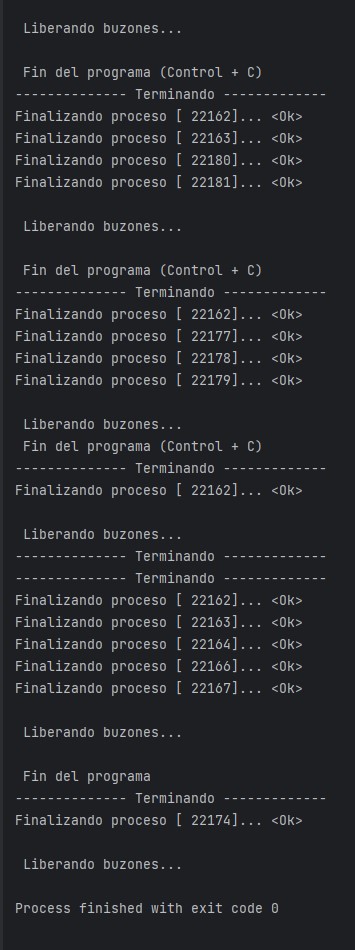 Liberando buzones...
Fin del programa (Control + C)
-------------- Terminando -------------
Finalizando proceso [ 22162]... <Ok>
Finalizando proceso [ 22163]... <Ok>
Finalizando proceso [ 22180]... <Ok>
Finalizando proceso [ 22181]... <Ok>
Liberando buzones...
Fin del programa (Control + C)
-------------- Terminando -------------
Finalizando proceso [ 22162]... <Ok>
Finalizando proceso [ 22177]... <Ok>
Finalizando proceso [ 22178]... <Ok>
Finalizando proceso [ 22179]... <Ok>
Liberando buzones...
Fin del programa (Control + C)
-------------- Terminando -------------
Finalizando proceso [ 22162]... <Ok>
Liberando buzones...
-------------- Terminando -------------
-------------- Terminando -------------
Finalizando proceso [ 22162]... <Ok>
Finalizando proceso [ 22163]... <Ok>
Finalizando proceso [ 22164]... <Ok>
Finalizando proceso [ 22166]... <Ok>
Finalizando proceso [ 22167]... <Ok>
Liberando buzones...
Fin del programa
-------------- Terminando -------------
Finalizando proceso [ 22174]... <Ok>
Liberando buzones...
Process finished with exit code 0